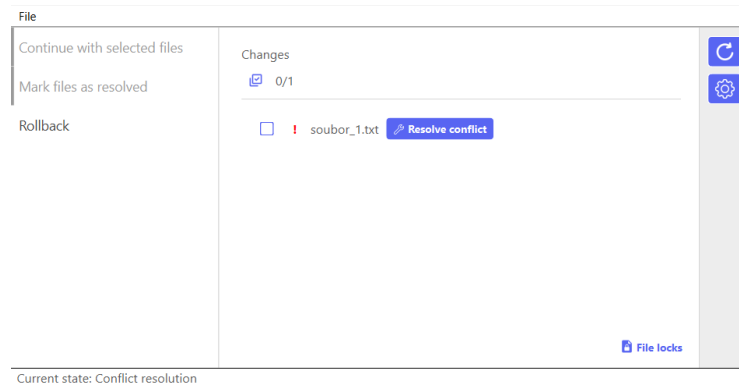 File
Continue with selected files
Mark files as resolved
Rollback
Changes
0/1
! soubor_1.txt Resolve conflict
File locks
Current state: Conflict resolution